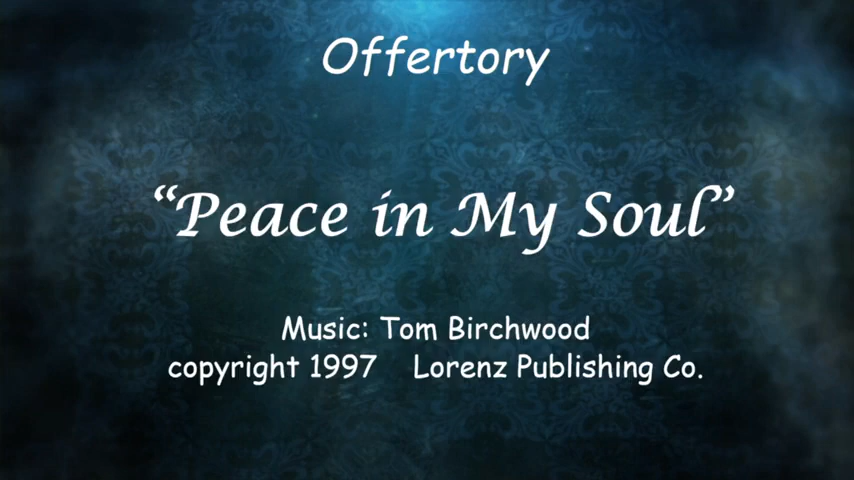 Offertory
“Peace in My Soul”
Music: Tom Birchwood
copyright 1997    Lorenz Publishing Co.